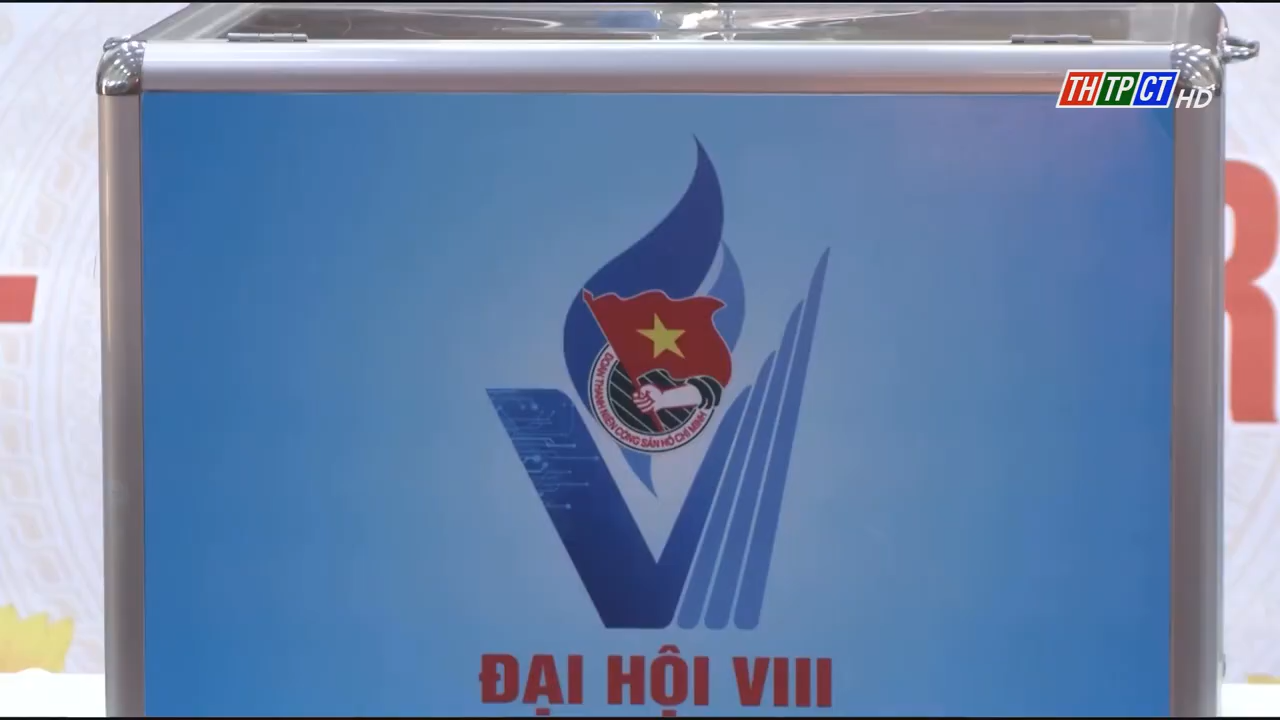 THTPCT HD
ĐOÀN THANH NIÊN CỘNG SẢN HỒ CHÍ MINH
ĐẠI HỘI VIII